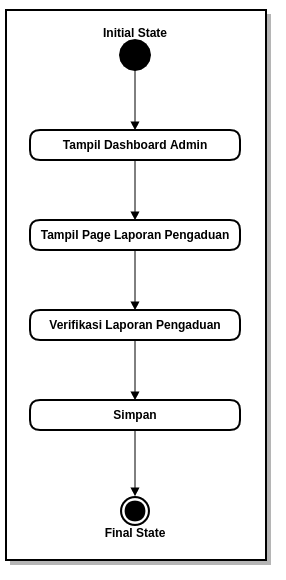 Initial State
Tampil Dashboard Admin
Tampil Page Laporan Pengaduan
Verifikasi Laporan Pengaduan
Simpan
Final State